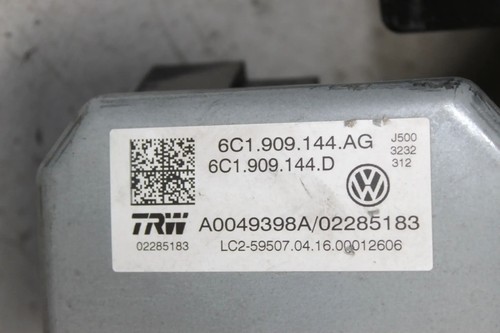 6C1.909.144.AG
6C1.909.144.D
J500
3232
312
TRW
02285183
A0049398A/02285183
LC2-59507.04.16.00012606